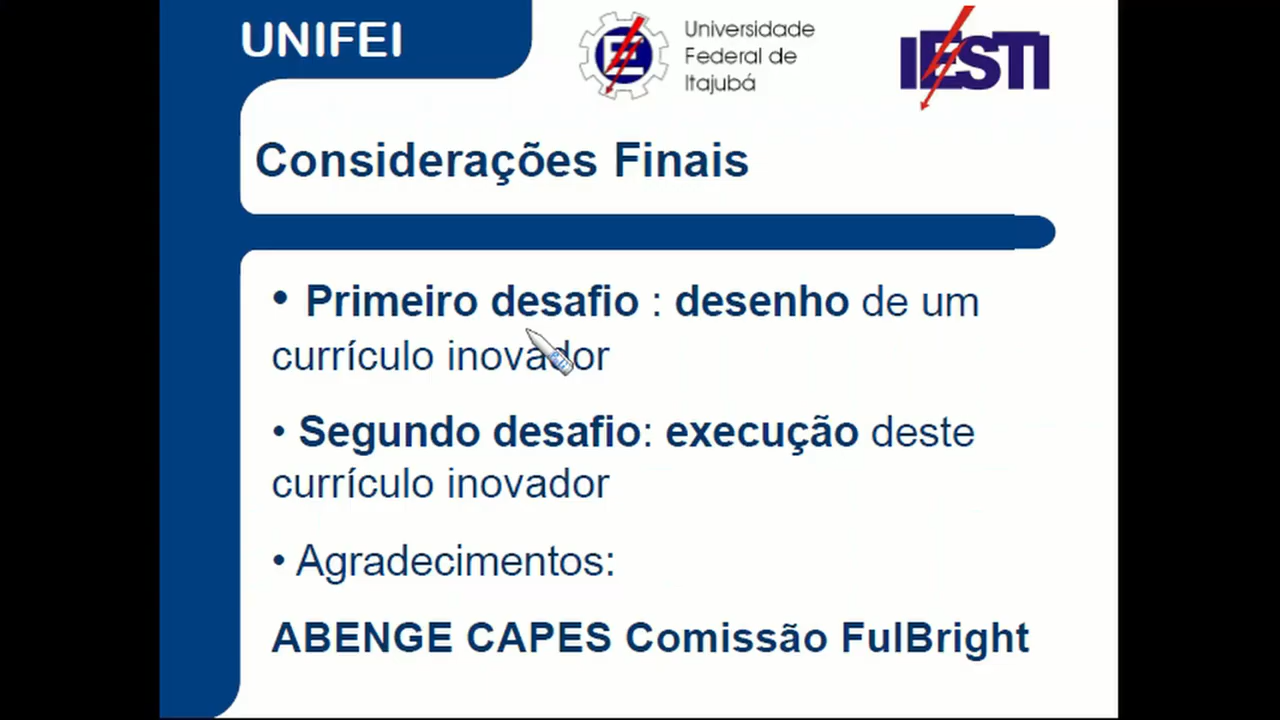 UNIFEI
Universidade
Federal de
Itajubá
IESTI
Considerações Finais
• Primeiro desafio : desenho de um
currículo inovador
• Segundo desafio: execução deste
currículo inovador
• Agradecimentos:
ABENGE CAPES Comissão FulBright